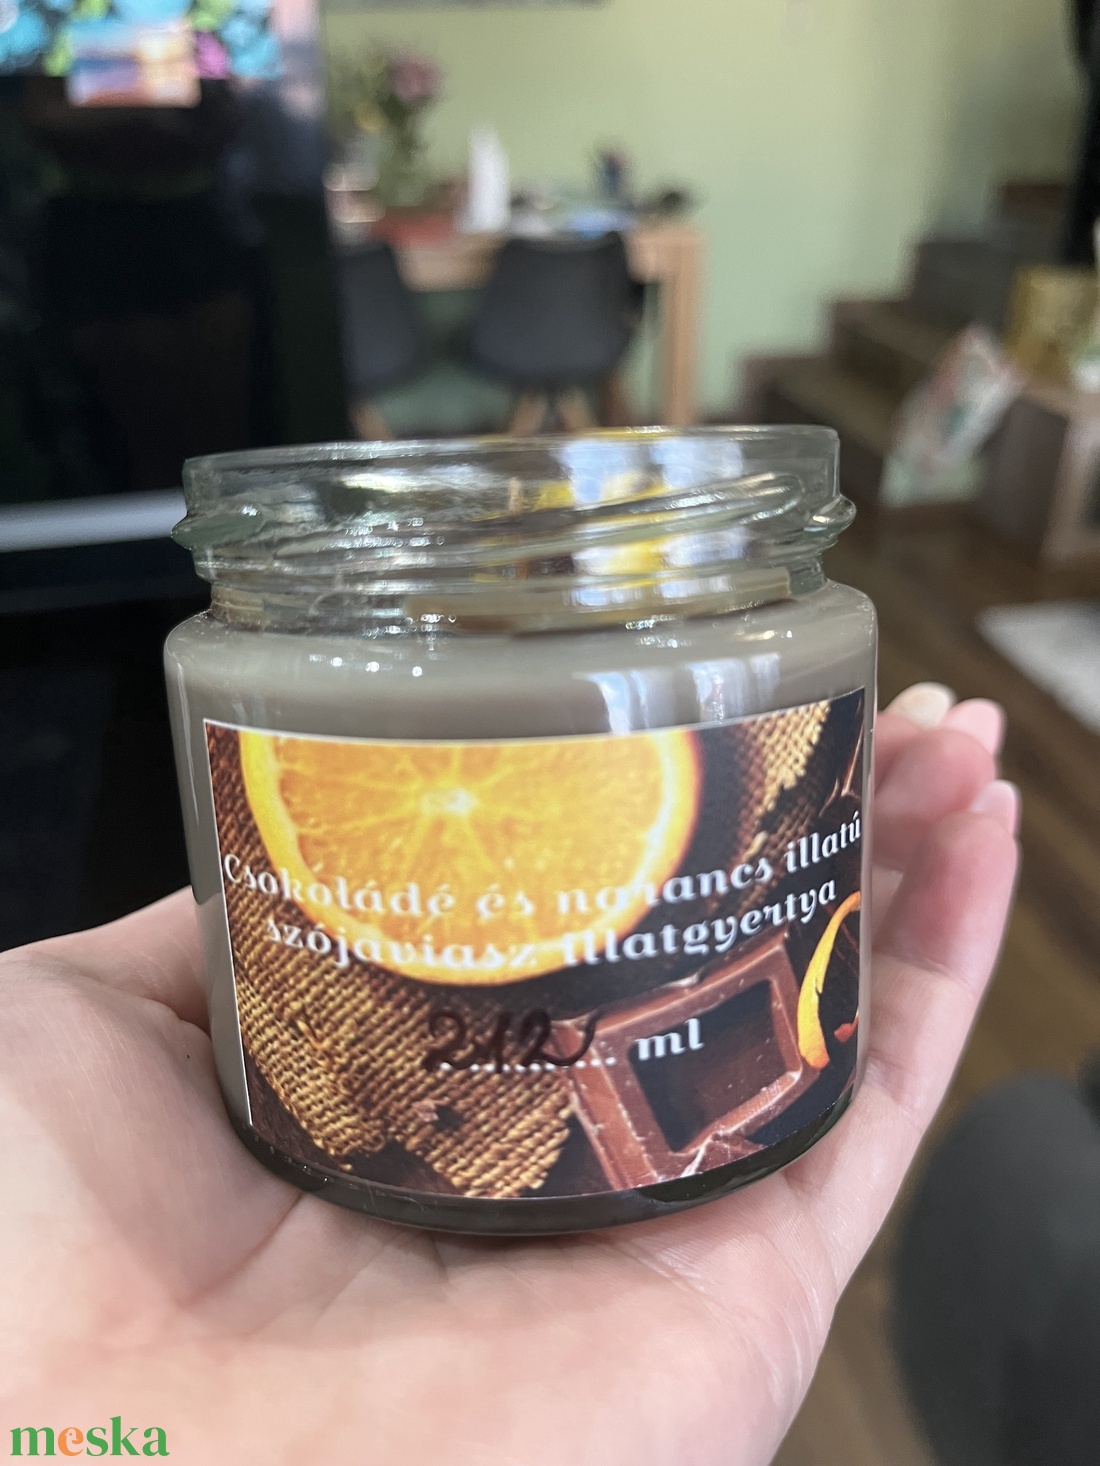 Csokoládé és narancs illatú
szójaviasz illatgyertya
212 ml
meska